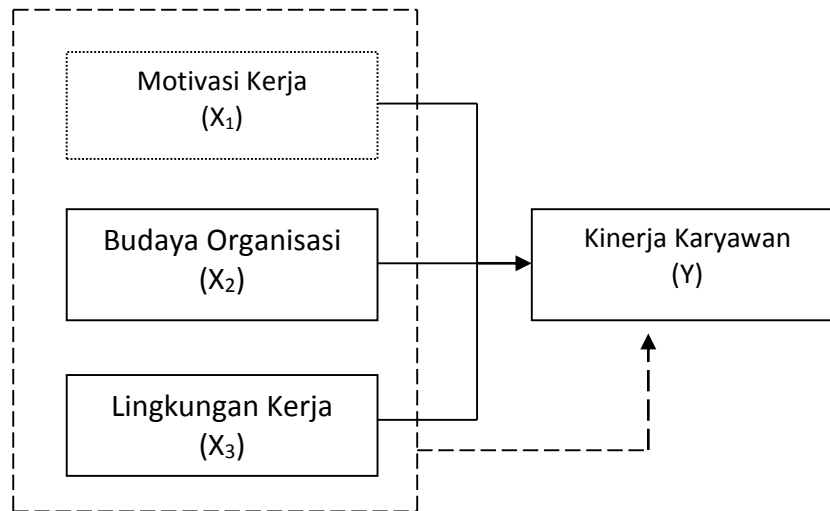 Motivasi Kerja
(X₁)
Budaya Organisasi
(X₂)
Kinerja Karyawan
(Y)
Lingkungan Kerja
(X₃)